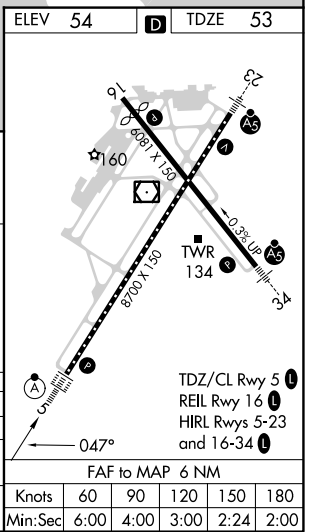 ELEV 54 D TDZE 53
16
23
A5
P
6081 X 150
V
160
0.3% UP
A5
TWR
134
P
34
8700 X 150
P
A
5
TDZ/CL Rwy 5 L
REIL Rwy 16 L
HIRL Rwys 5-23
and 16-34 L
047°
FAF to MAP 6 NM
Knots 60 90 120 150 180
Min:Sec 6:00 4:00 3:00 2:24 2:00